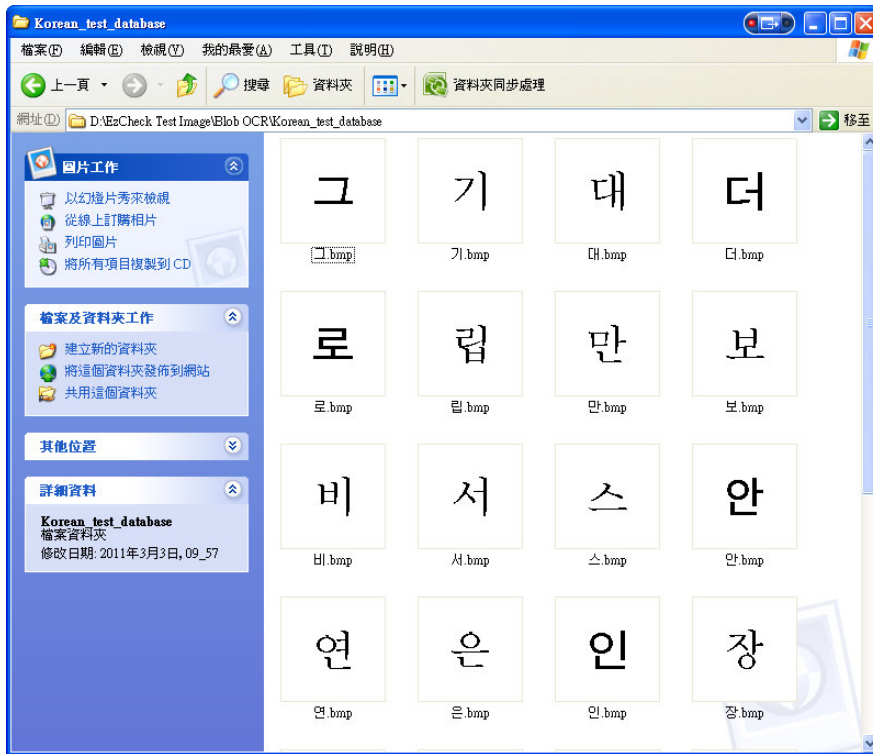 Korean_test_database
檔案(F) 編輯(E) 檢視(V) 我的最愛(A) 工具(T) 說明(H)
上一頁 搜尋 資料夾 資料夾同步處理
網址(D) D:\EzCheck Test Image\Blob OCR\Korean_test_database 移至
圖片工作
以幻燈片秀來檢視
從線上訂購相片
列印圖片
將所有項目複製到 CD
檔案及資料夾工作
建立新的資料夾
將這個資料夾發佈到網站
共用這個資料夾
其他位置
詳細資料
Korean_test_database
檔案資料夾
修改日期: 2011年3月3日, 09_57
그 기 대 더
그.bmp 기.bmp 대.bmp 더.bmp
로 립 만 보
로.bmp 립.bmp 만.bmp 보.bmp
비 서 스 안
비.bmp 서.bmp 스.bmp 안.bmp
연 은 인 장
연.bmp 은.bmp 인.bmp 장.bmp